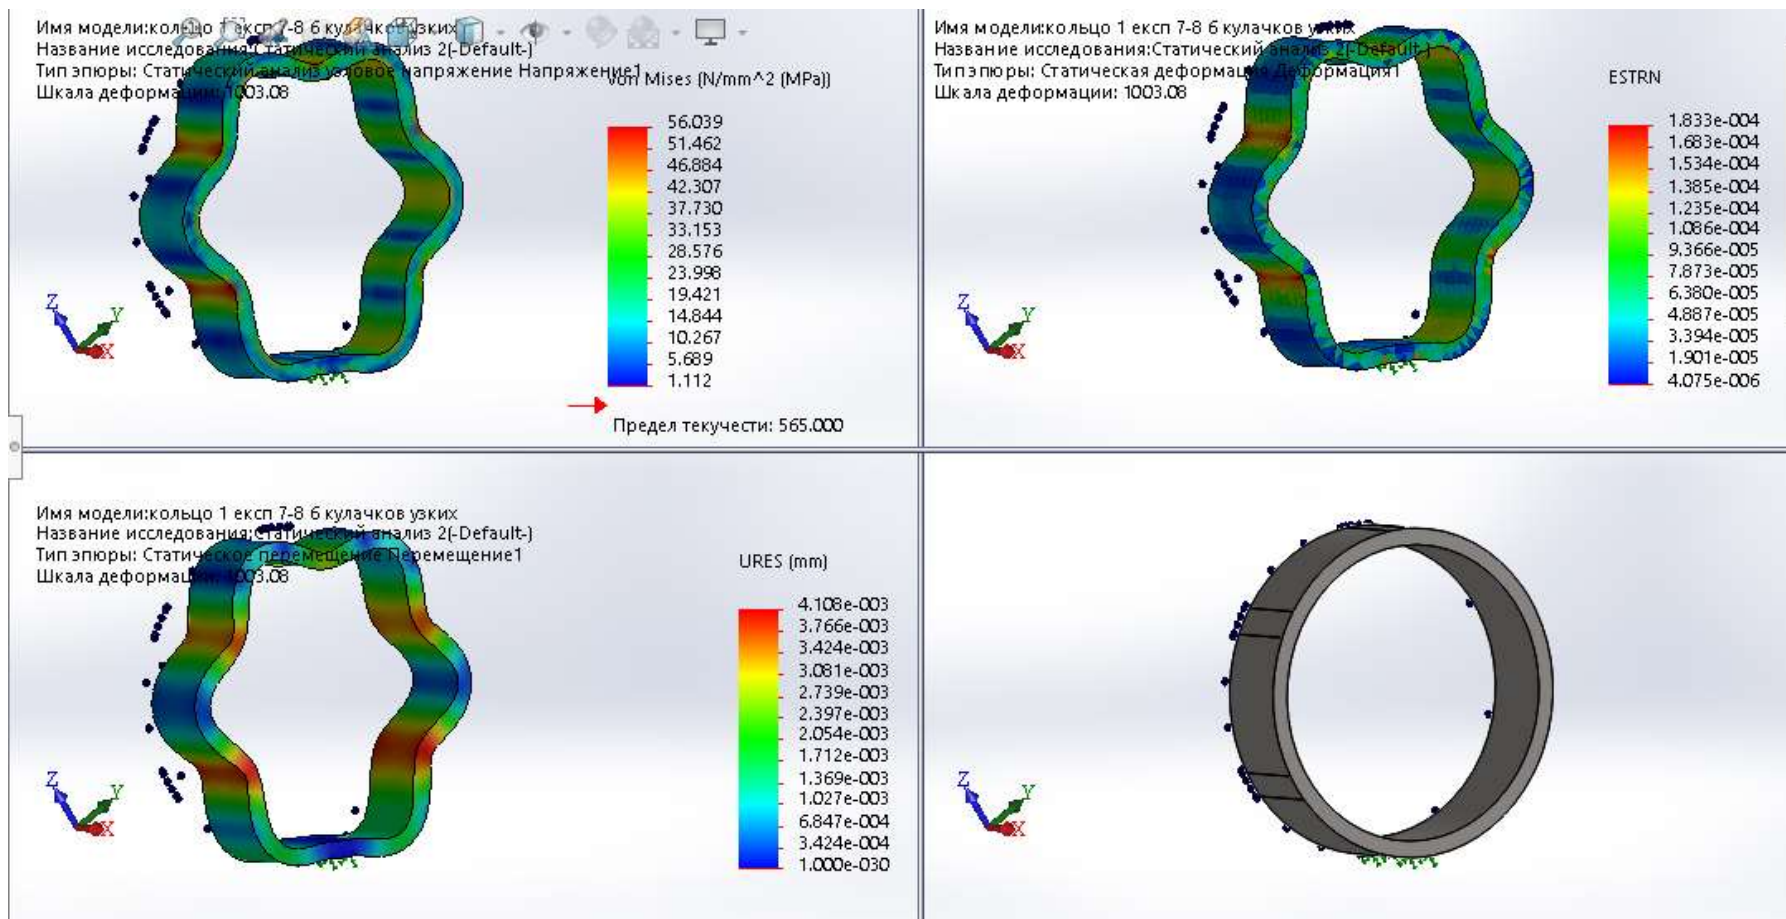 Имя модели:кольцо 1 експ 7-8 6 кулачков узких
Название исследования:Статический анализ 2(-Default-)
Тип эпюры: Статический анализ узловое напряжение Напряжение1
Шкала деформации: 1003.08
von Mises (N/mm^2 (MPa))
56.039
51.462
46.884
42.307
37.730
33.153
28.576
23.998
19.421
14.844
10.267
5.689
1.112
Предел текучести: 565.000
Z
Y
X
Имя модели:кольцо 1 експ 7-8 6 кулачков узких
Название исследования:Статический анализ 2(-Default-)
Тип эпюры: Статическая деформация Деформация1
Шкала деформации: 1003.08
ESTRN
1.833e-004
1.683e-004
1.534e-004
1.385e-004
1.235e-004
1.086e-004
9.366e-005
7.873e-005
6.380e-005
4.887e-005
3.394e-005
1.901e-005
4.075e-006
Z
Y
X
Имя модели:кольцо 1 експ 7-8 6 кулачков узких
Название исследования:Статический анализ 2(-Default-)
Тип эпюры: Статическое перемещение Перемещение1
Шкала деформации: 1003.08
URES (mm)
4.108e-003
3.766e-003
3.424e-003
3.081e-003
2.739e-003
2.397e-003
2.054e-003
1.712e-003
1.369e-003
1.027e-003
6.847e-004
3.424e-004
1.000e-030
Z
Y
X
Z
Y
X